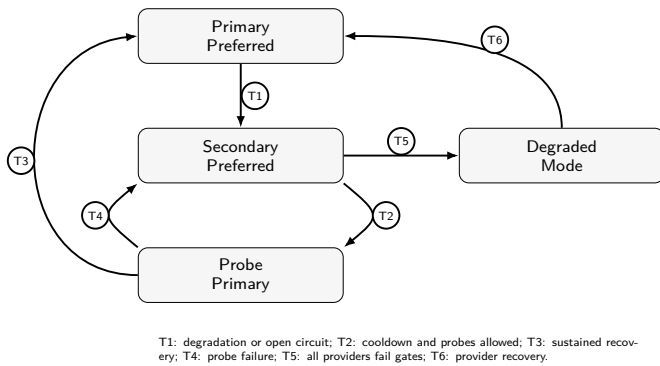 Primary
Preferred
T6
T1
Secondary
Preferred
T5
Degraded
Mode
T3
T4
T2
Probe
Primary
T1: degradation or open circuit; T2: cooldown and probes allowed; T3: sustained recov-
ery; T4: probe failure; T5: all providers fail gates; T6: provider recovery.